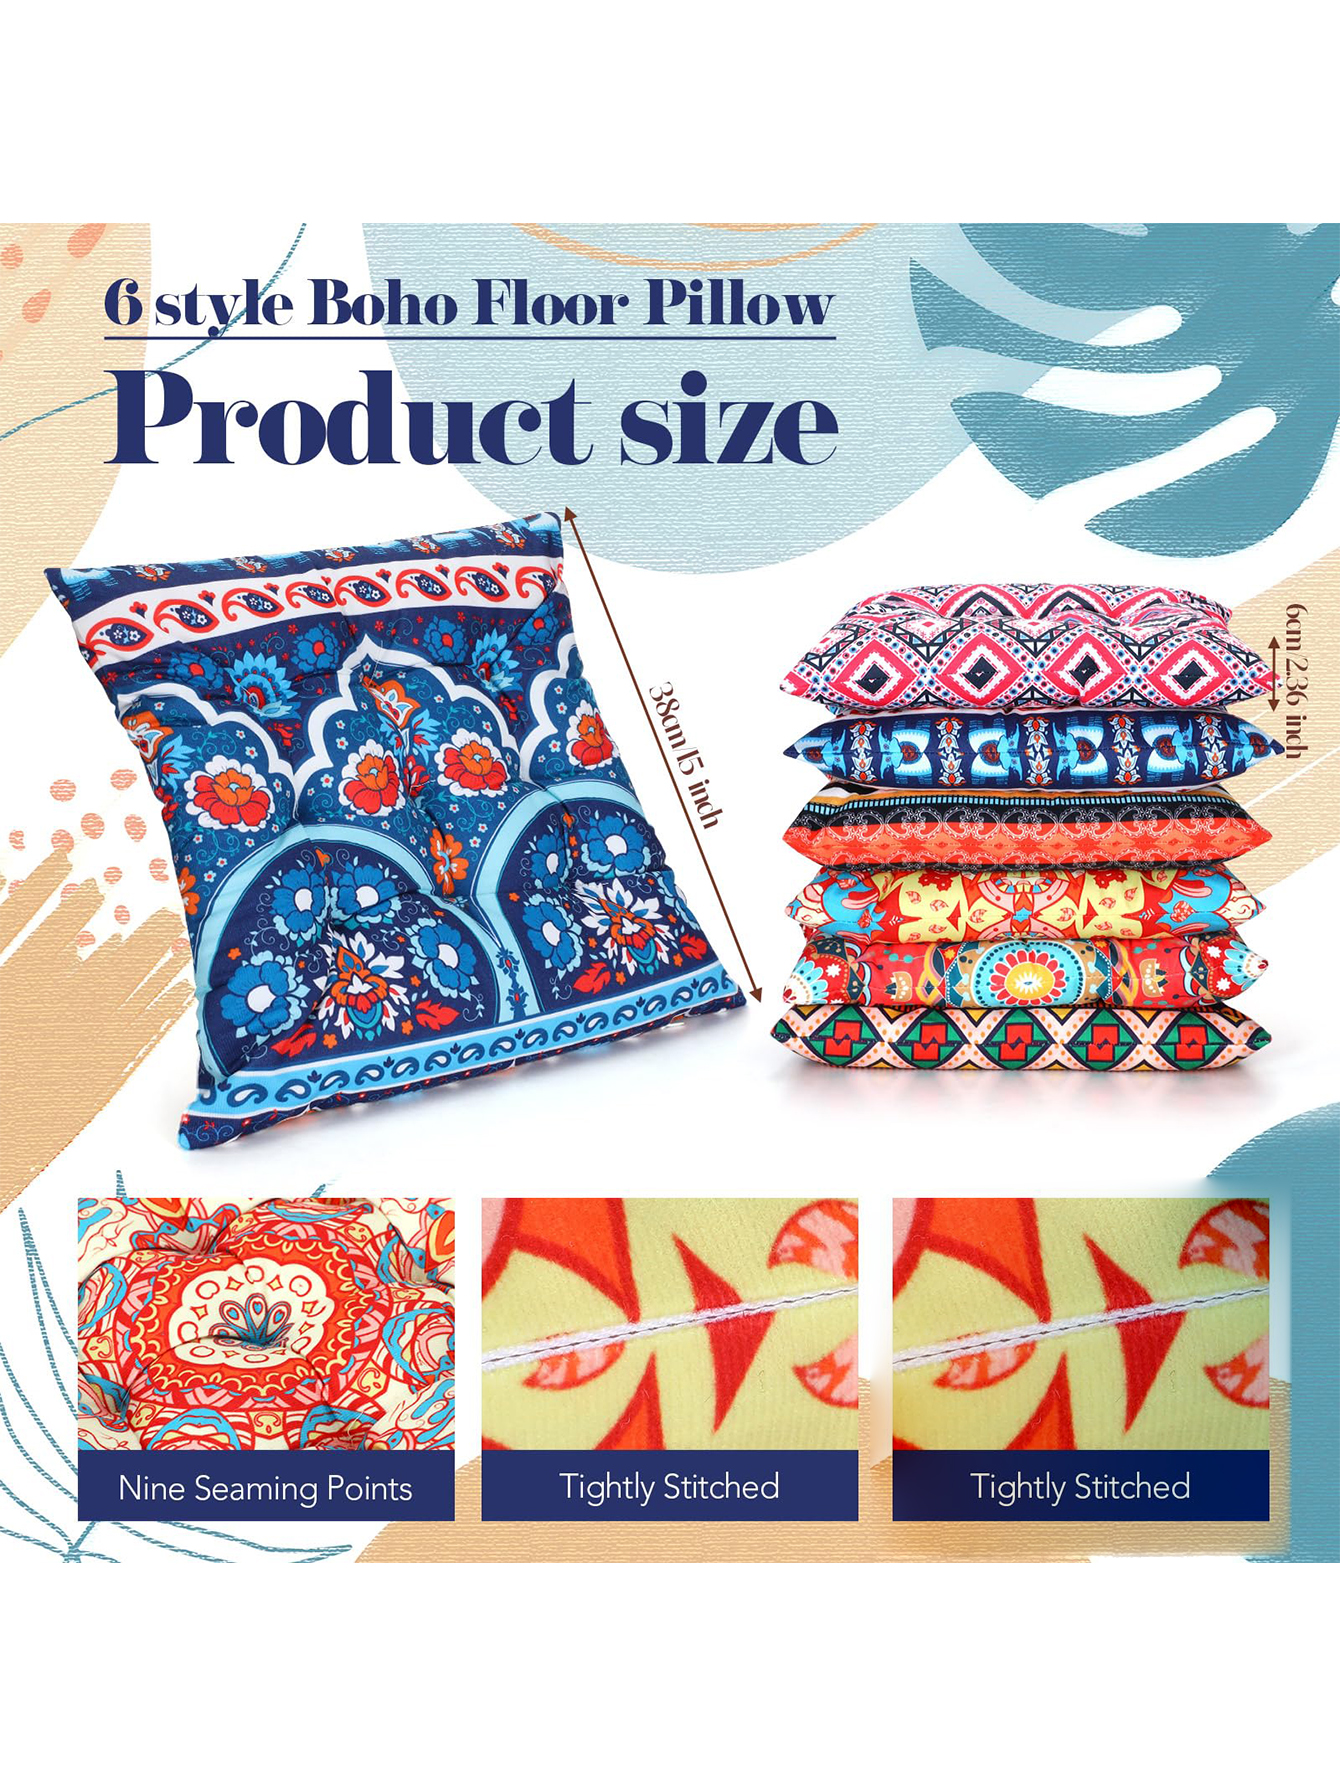 6 style Boho Floor Pillow
Product size
38cm/15 inch
6cm/2.36 inch
Nine Seaming Points
Tightly Stitched
Tightly Stitched